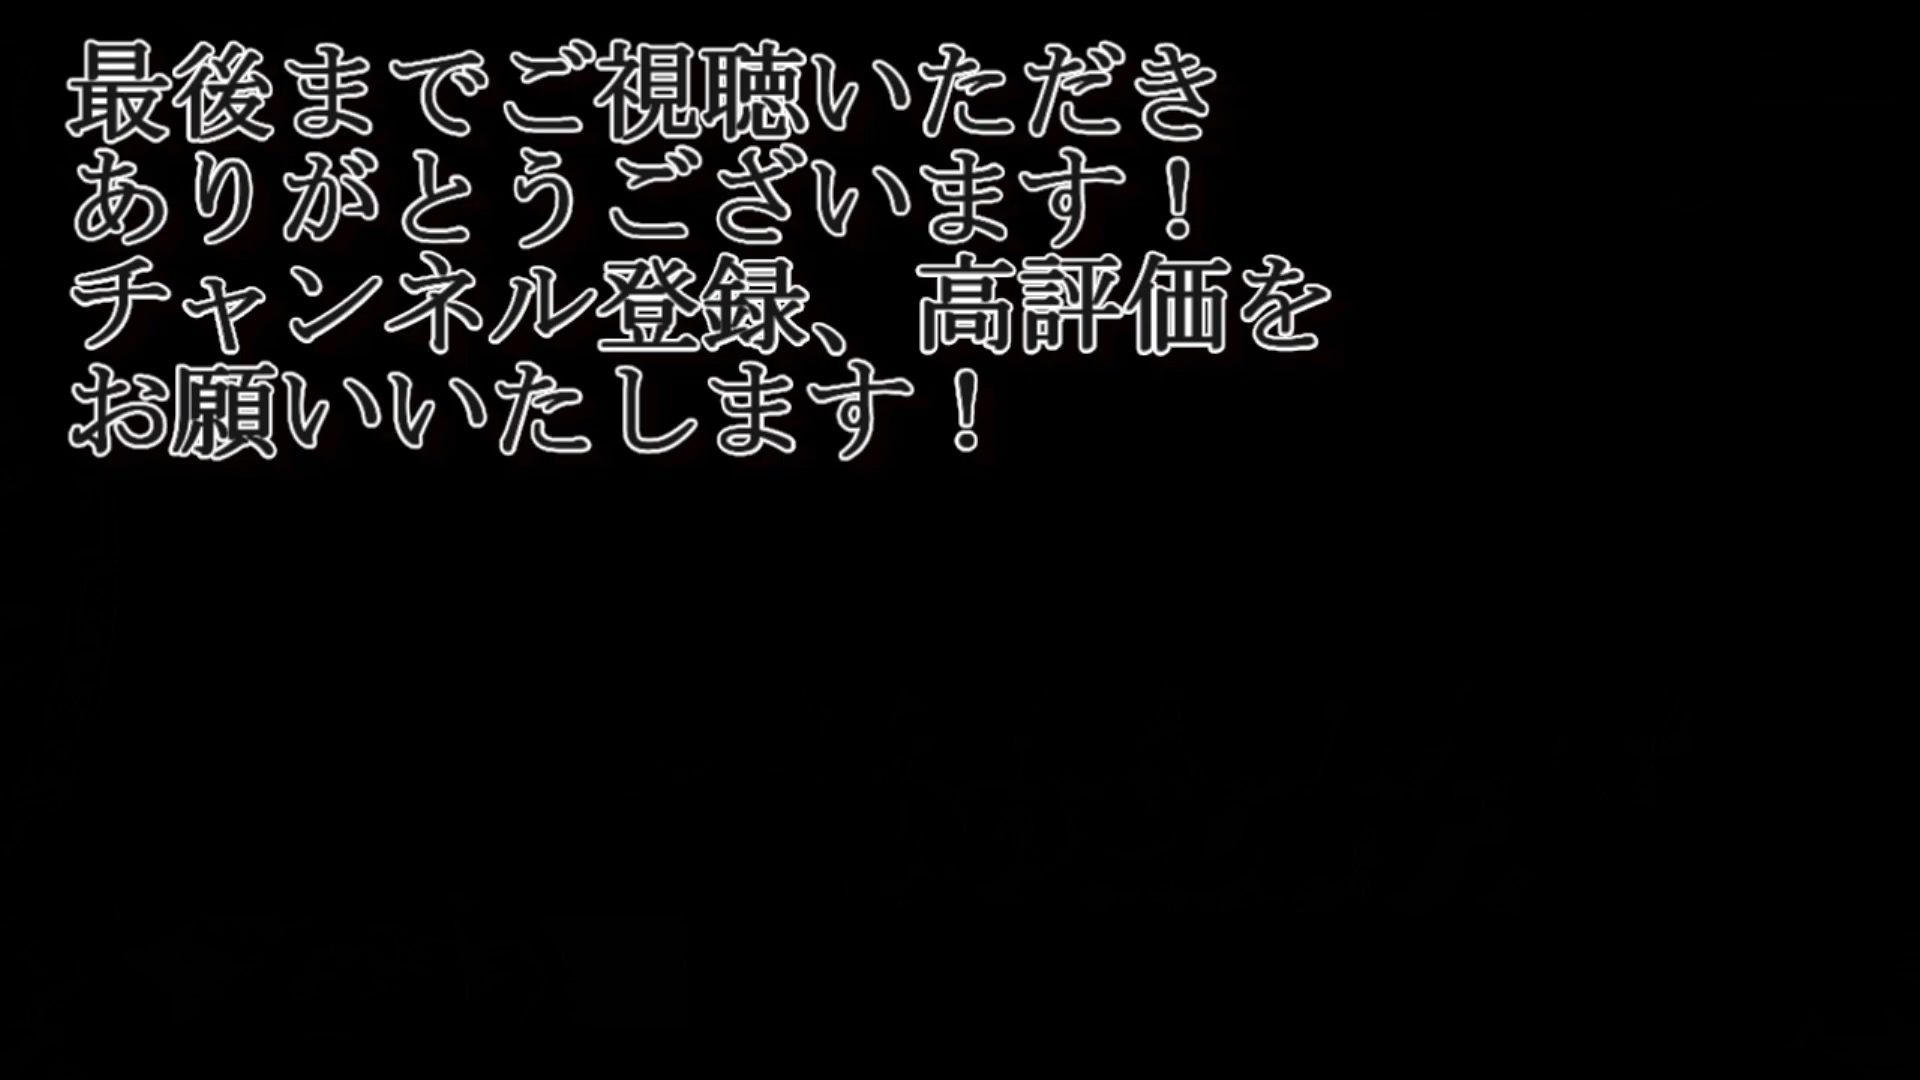 最後までご視聴いただき
ありがとうございます！
チャンネル登録、高評価を
お願いいたします！